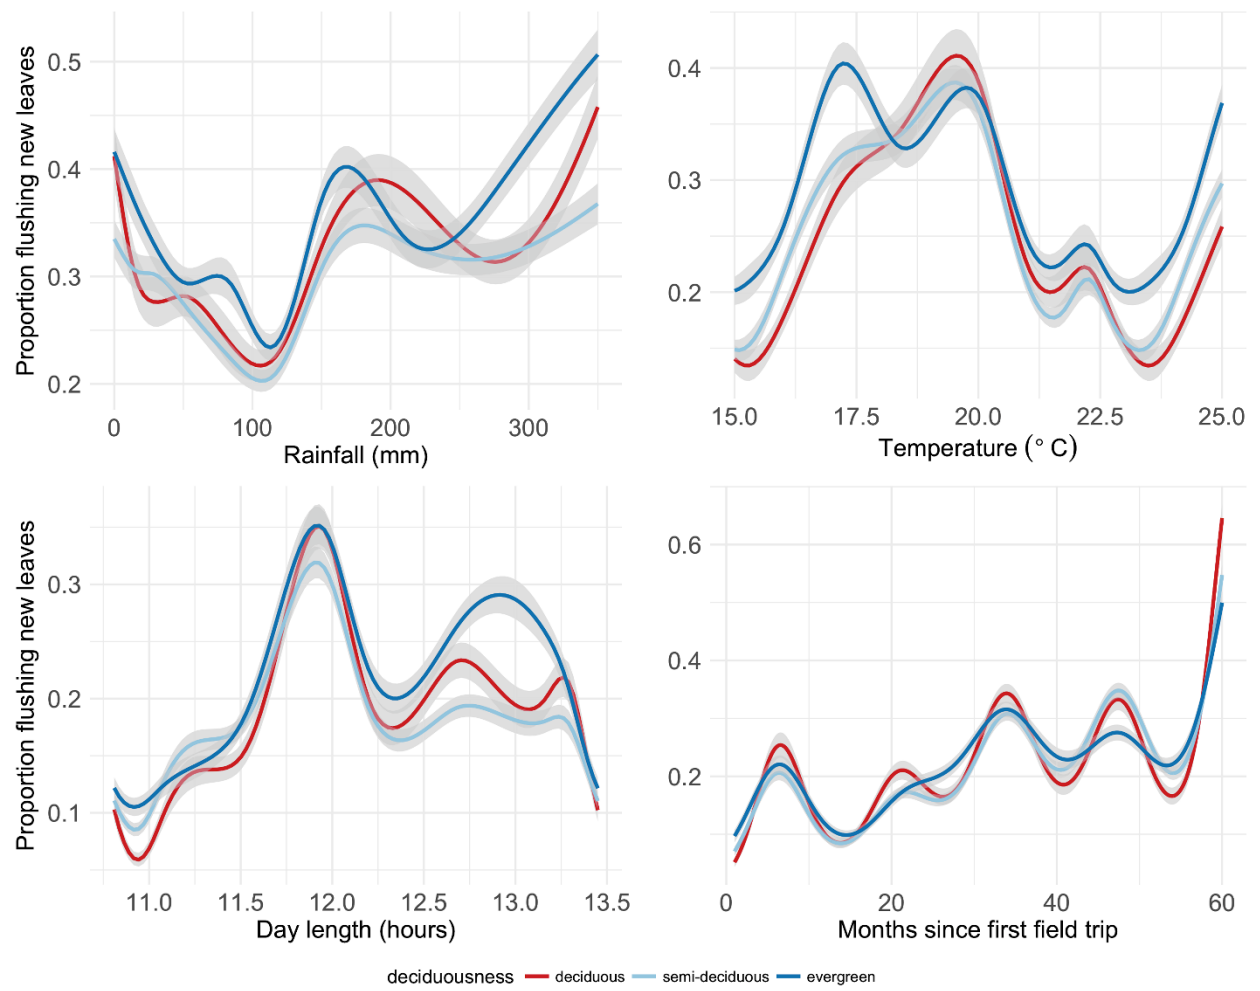 Proportion flushing new leaves
0.5
0.4
0.3
0.2
0 100 200 300
Rainfall (mm)
0.4
0.3
0.2
15.0 17.5 20.0 22.5 25.0
Temperature (° C)
Proportion flushing new leaves
0.3
0.2
0.1
11.0 11.5 12.0 12.5 13.0 13.5
Day length (hours)
0.6
0.4
0.2
0 20 40 60
Months since first field trip
deciduousness deciduous semi-deciduous evergreen